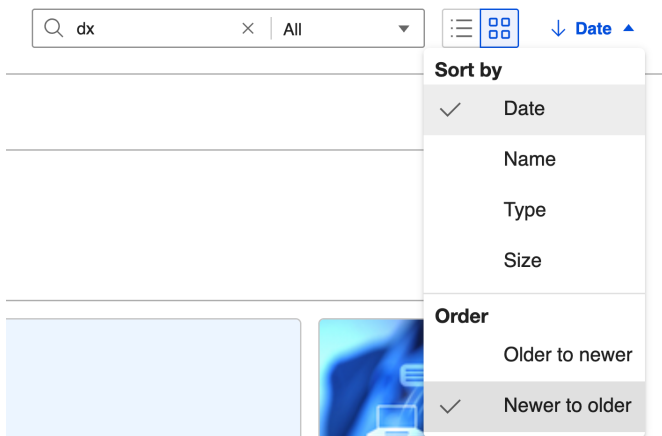 dx
All
Date
Sort by
Date
Name
Type
Size
Order
Older to newer
Newer to older